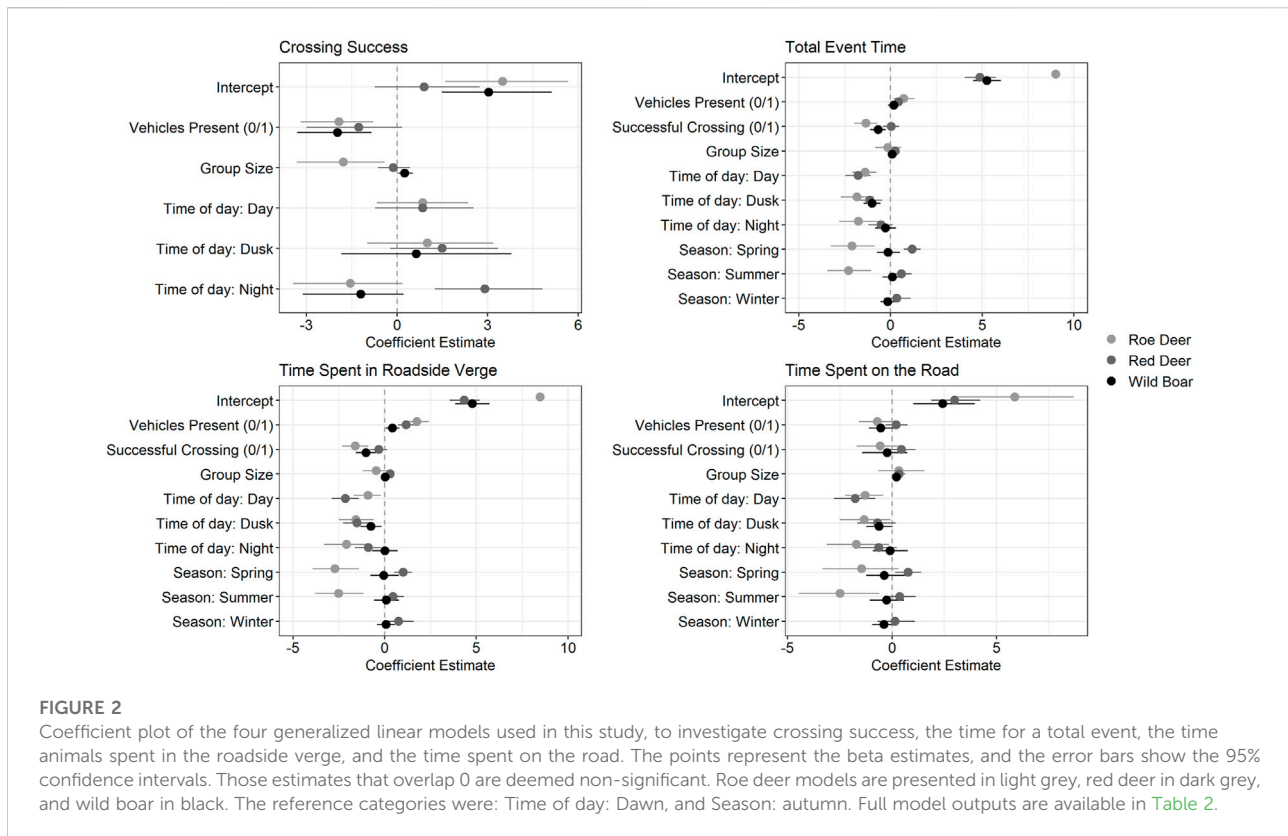 Crossing Success
Intercept
Vehicles Present (0/1)
Group Size
Time of day: Day
Time of day: Dusk
Time of day: Night
-3
0
3
6
Coefficient Estimate
Total Event Time
Intercept
Vehicles Present (0/1)
Successful Crossing (0/1)
Group Size
Time of day: Day
Time of day: Dusk
Time of day: Night
Season: Spring
Season: Summer
Season: Winter
-5
0
5
10
Coefficient Estimate
Roe Deer
Red Deer
Wild Boar
Time Spent in Roadside Verge
Intercept
Vehicles Present (0/1)
Successful Crossing (0/1)
Group Size
Time of day: Day
Time of day: Dusk
Time of day: Night
Season: Spring
Season: Summer
Season: Winter
-5
0
5
10
Coefficient Estimate
Time Spent on the Road
Intercept
Vehicles Present (0/1)
Successful Crossing (0/1)
Group Size
Time of day: Day
Time of day: Dusk
Time of day: Night
Season: Spring
Season: Summer
Season: Winter
-5
0
5
Coefficient Estimate
FIGURE 2
Coefficient plot of the four generalized linear models used in this study, to investigate crossing success, the time for a total event, the time
animals spent in the roadside verge, and the time spent on the road. The points represent the beta estimates, and the error bars show the 95%
confidence intervals. Those estimates that overlap 0 are deemed non-significant. Roe deer models are presented in light grey, red deer in dark grey,
and wild boar in black. The reference categories were: Time of day: Dawn, and Season: autumn. Full model outputs are available in Table 2.